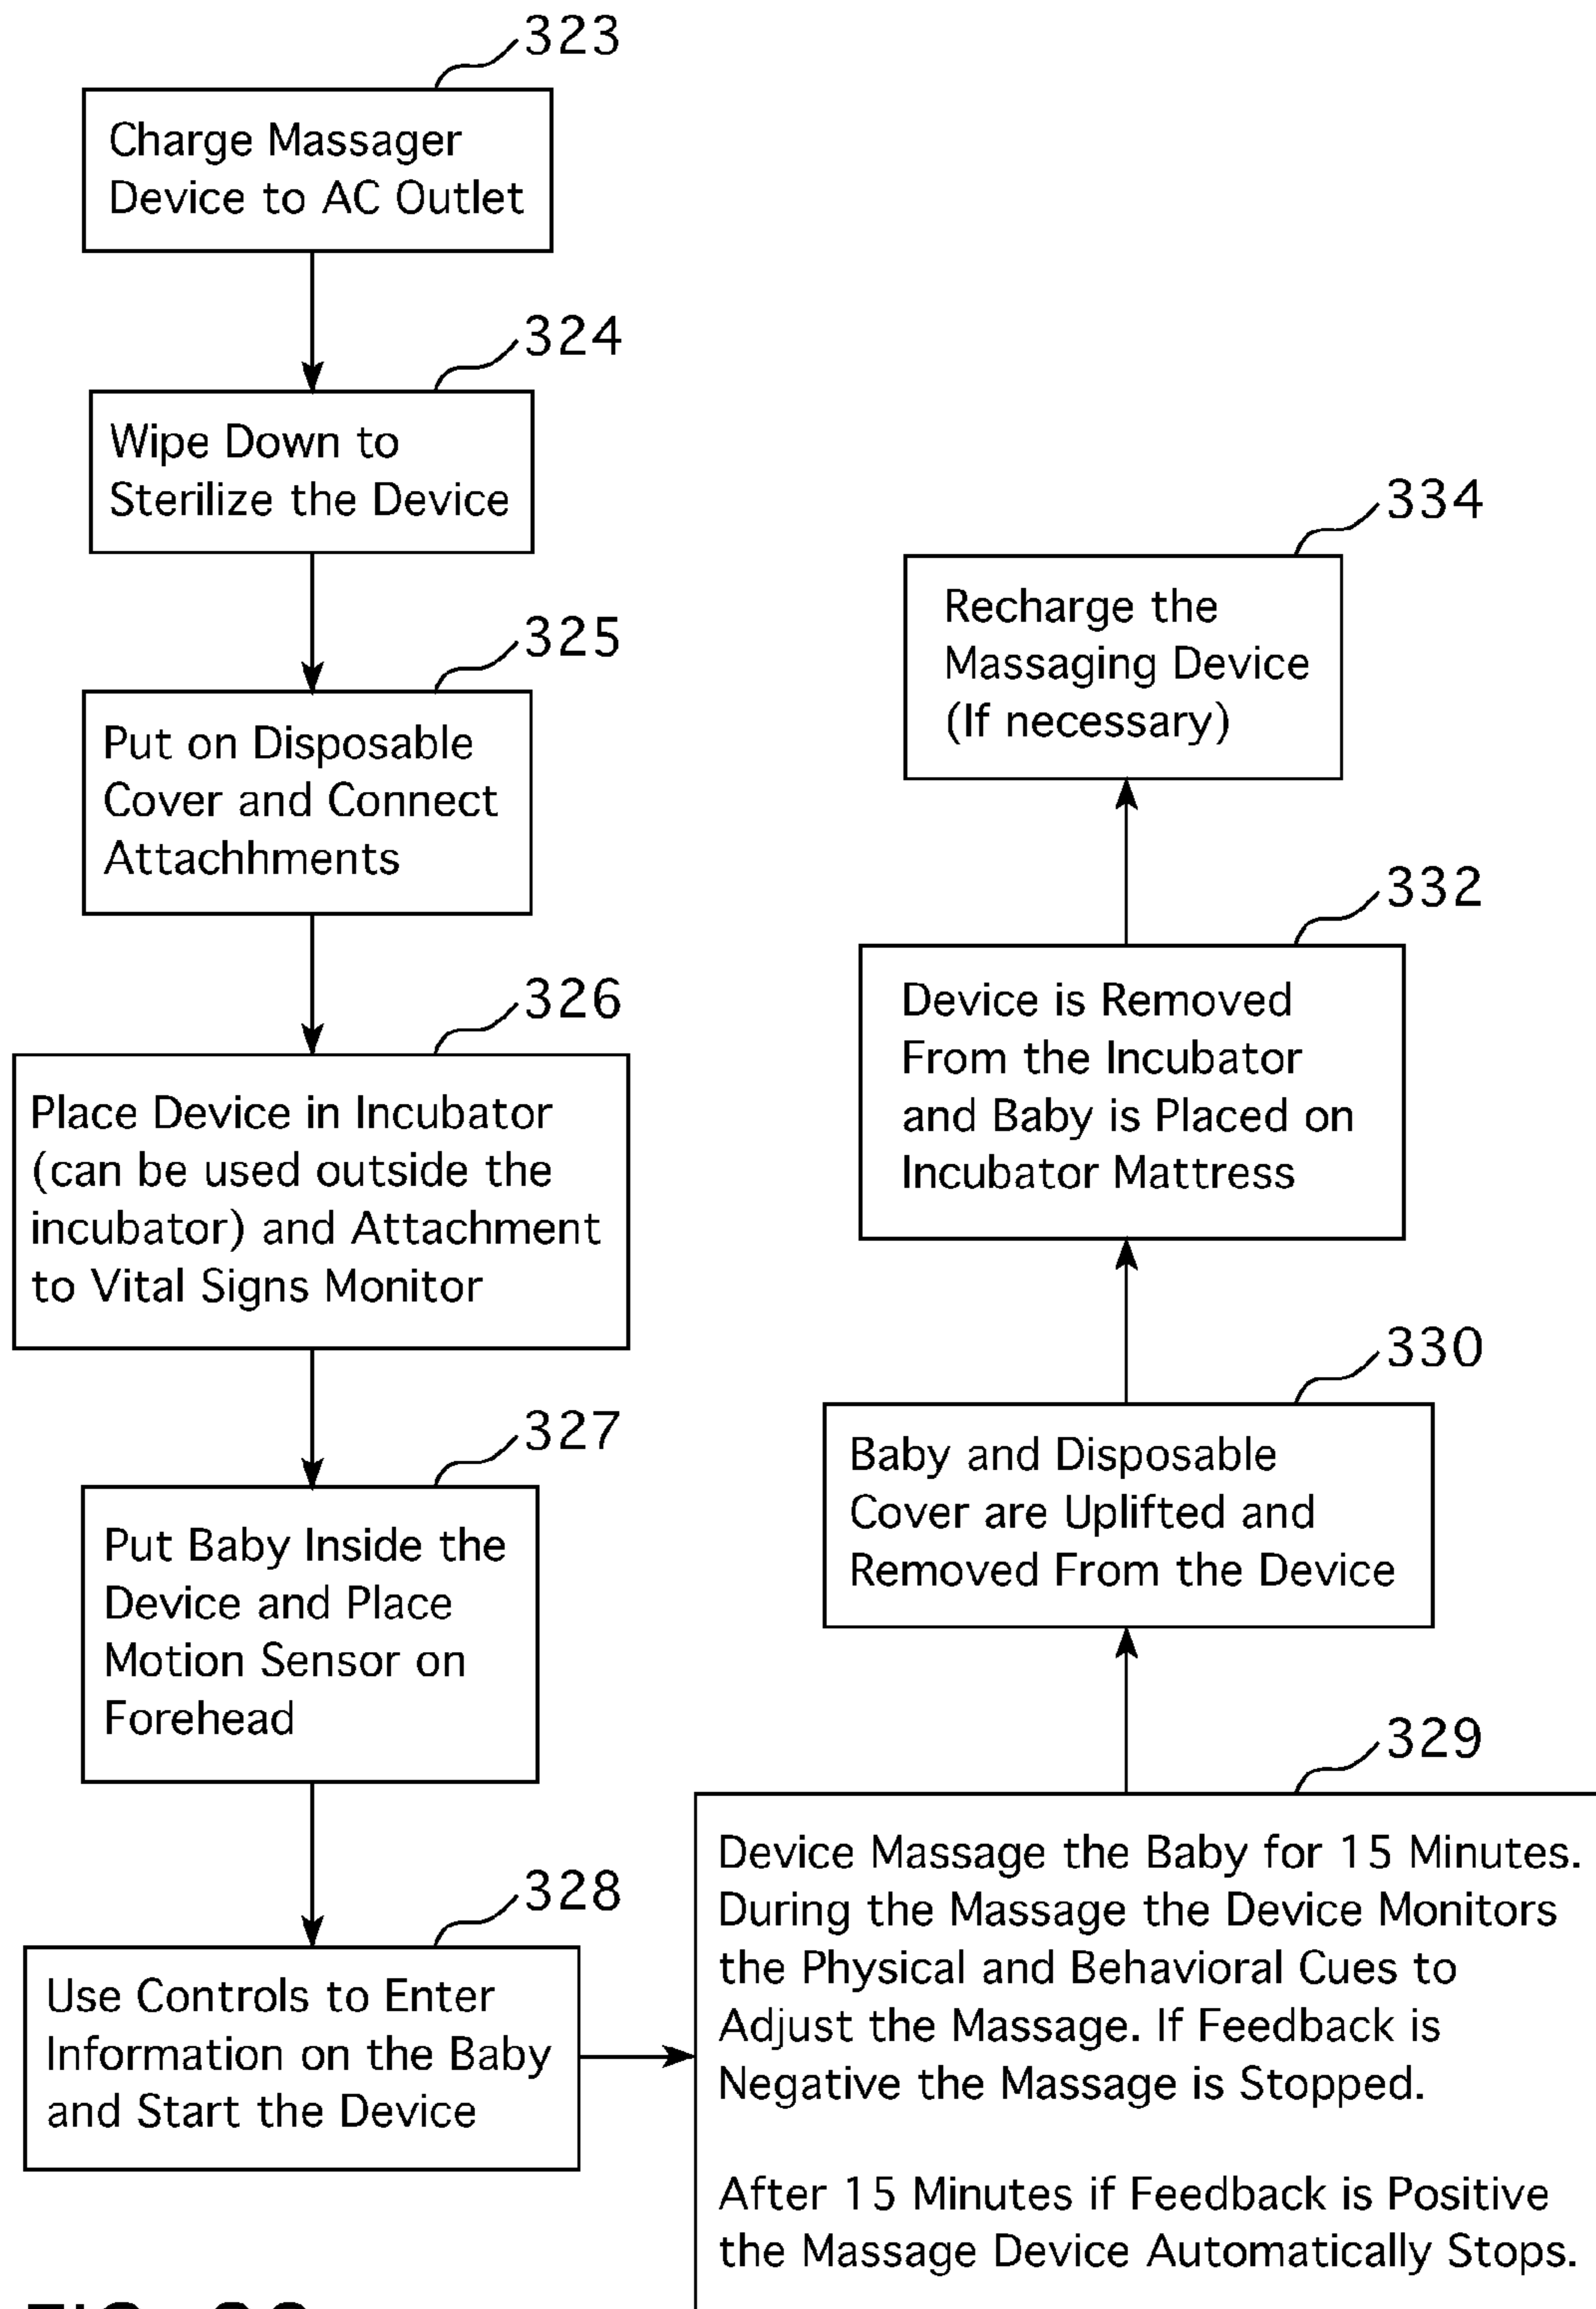 323
Charge Massager
Device to AC Outlet
324
Wipe Down to
Sterilize the Device
325
Put on Disposable
Cover and Connect
Attachhments
326
Place Device in Incubator
(can be used outside the
incubator) and Attachment
to Vital Signs Monitor
327
Put Baby Inside the
Device and Place
Motion Sensor on
Forehead
328
Use Controls to Enter
Information on the Baby
and Start the Device
329
Device Massage the Baby for 15 Minutes.
During the Massage the Device Monitors
the Physical and Behavioral Cues to
Adjust the Massage. If Feedback is
Negative the Massage is Stopped.
After 15 Minutes if Feedback is Positive
the Massage Device Automatically Stops.
330
Baby and Disposable
Cover are Uplifted and
Removed From the Device
332
Device is Removed
From the Incubator
and Baby is Placed on
Incubator Mattress
334
Recharge the
Massaging Device
(If necessary)